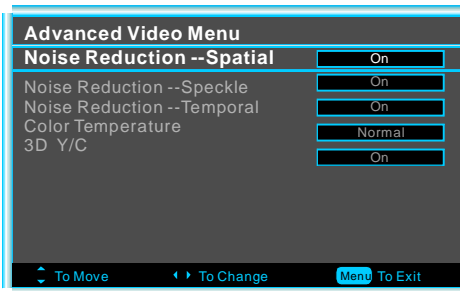 Advanced Video Menu
Noise Reduction --Spatial On
Noise Reduction --Speckle On
Noise Reduction --Temporal On
Color Temperature Normal
3D Y/C On
To Move To Change Menu To Exit